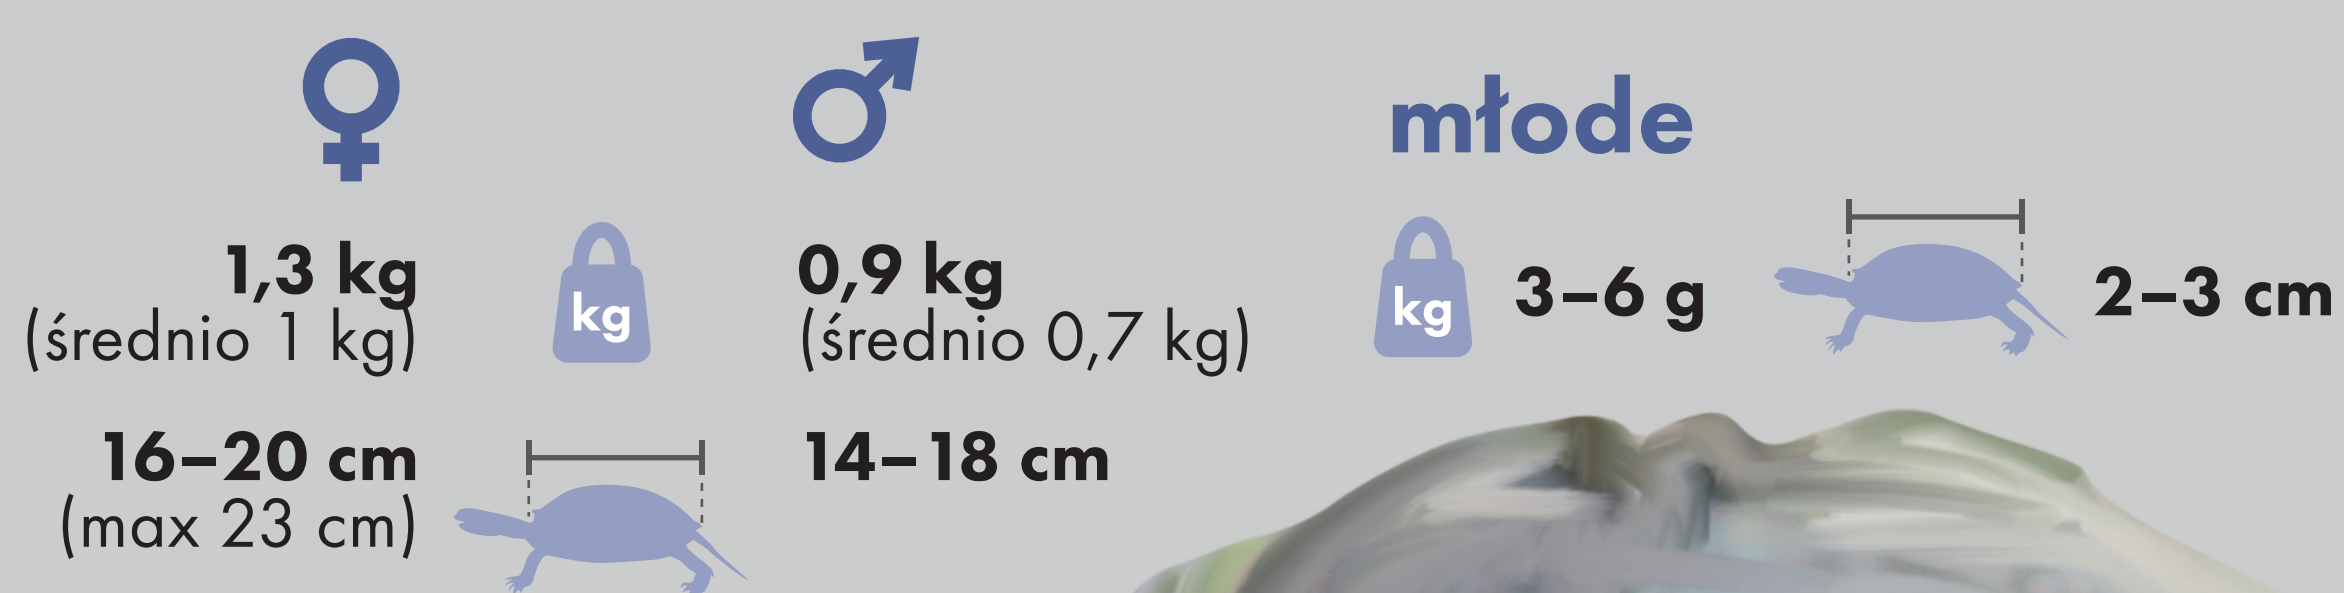 młode
1,3 kg
(średnio 1 kg)
kg
0,9 kg
(średnio 0,7 kg)
kg
3–6 g
2–3 cm
16–20 cm
(max 23 cm)
14–18 cm